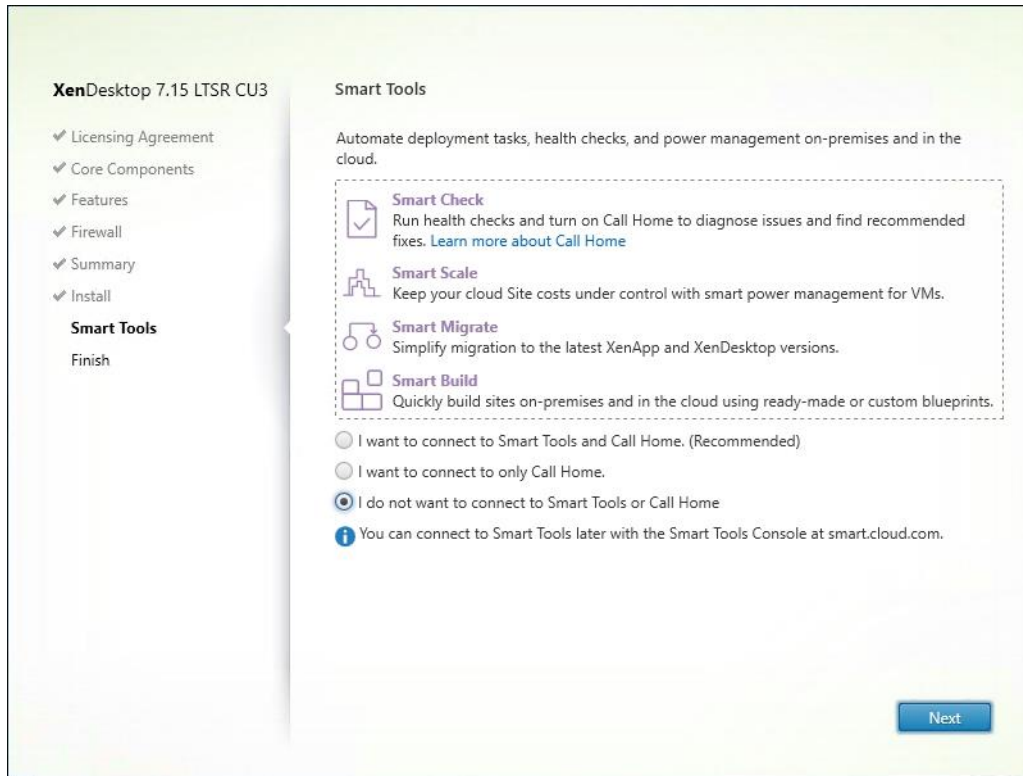 XenDesktop 7.15 LTSR CU3
Licensing Agreement
Core Components
Features
Firewall
Summary
Install
Smart Tools
Finish
Smart Tools
Automate deployment tasks, health checks, and power management on-premises and in the
cloud.
Smart Check
Run health checks and turn on Call Home to diagnose issues and find recommended
fixes. Learn more about Call Home
Smart Scale
Keep your cloud Site costs under control with smart power management for VMs.
Smart Migrate
Simplify migration to the latest XenApp and XenDesktop versions.
Smart Build
Quickly build sites on-premises and in the cloud using ready-made or custom blueprints.
I want to connect to Smart Tools and Call Home. (Recommended)
I want to connect to only Call Home.
I do not want to connect to Smart Tools or Call Home
You can connect to Smart Tools later with the Smart Tools Console at smart.cloud.com.
Next